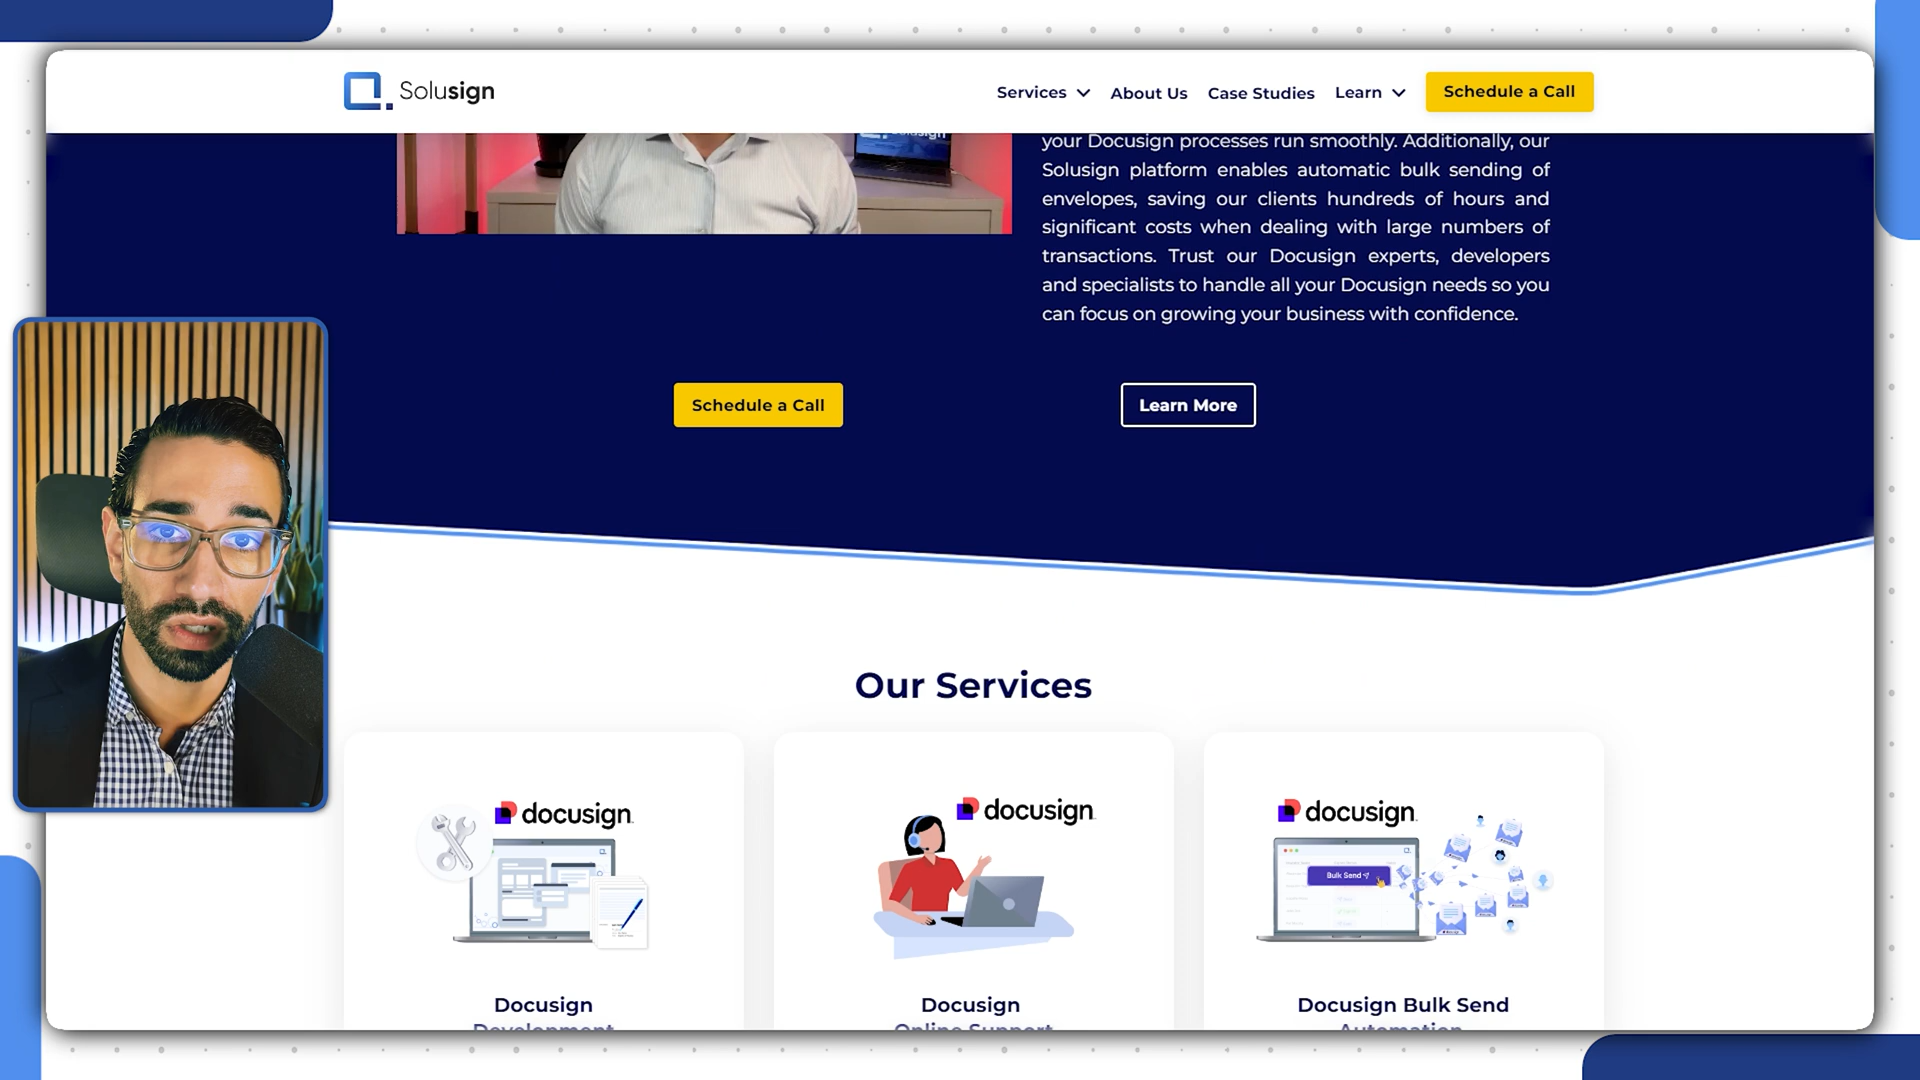 Solusign
Services
About Us
Case Studies
Learn
Schedule a Call
your Docusign processes run smoothly. Additionally, our
Solusign platform enables automatic bulk sending of
envelopes, saving our clients hundreds of hours and
significant costs when dealing with large numbers of
transactions. Trust our Docusign experts, developers
and specialists to handle all your Docusign needs so you
can focus on growing your business with confidence.
Schedule a Call
Learn More
Our Services
docusign
docusign
docusign
Bulk Send
Docusign
Development
Docusign
Online Support
Docusign Bulk Send
Automation